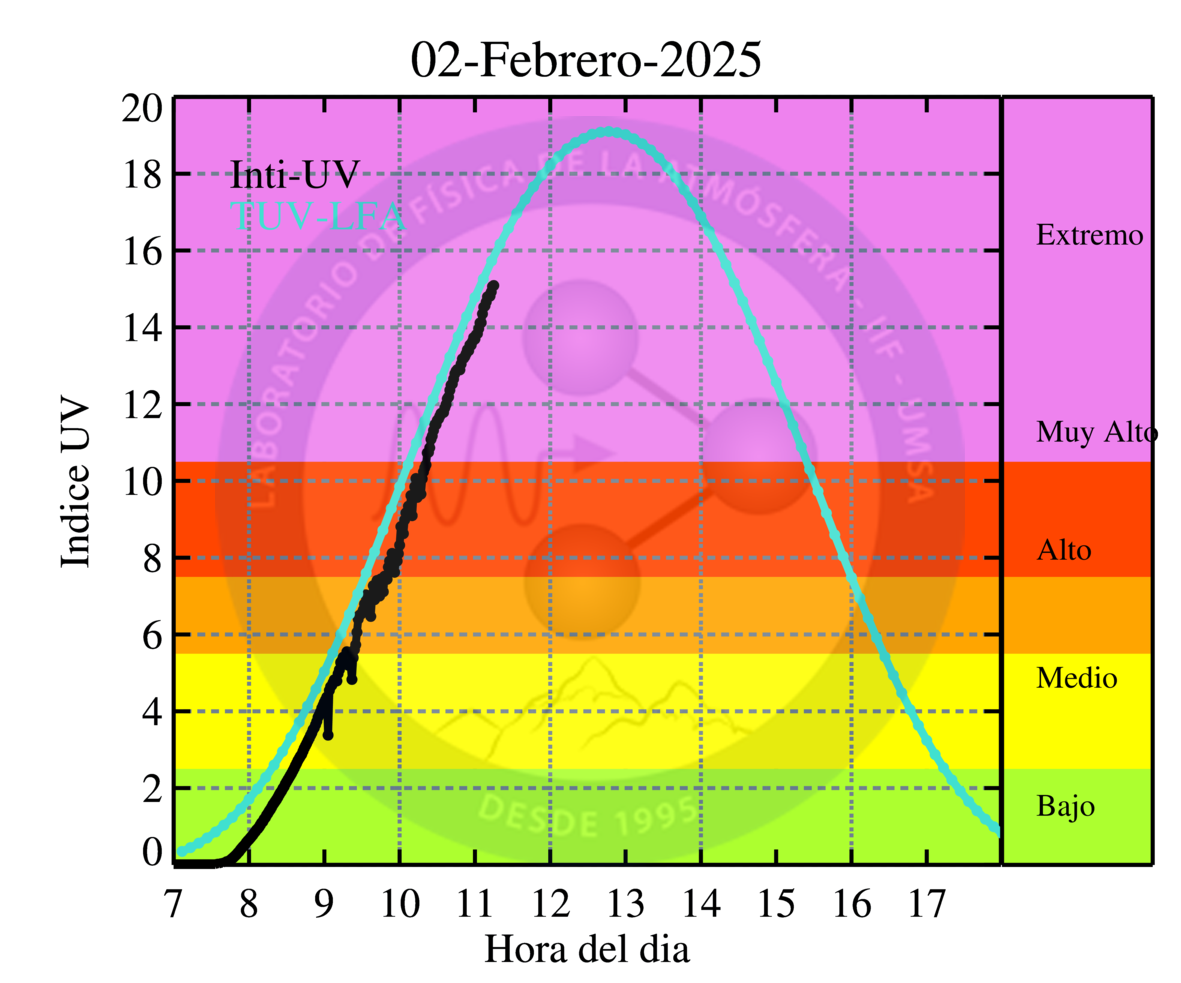 02-Febrero-2025
Indice UV
20
18
16
14
12
10
8
6
4
2
0
Inti-UV
TUV-LFA
LABORATORIO DE FÍSICA DE LA ATMÓSFERA - IIF - UMSA
DESDE 1995
Extremo
Muy Alto
Alto
Medio
Bajo
7 8 9 10 11 12 13 14 15 16 17
Hora del dia